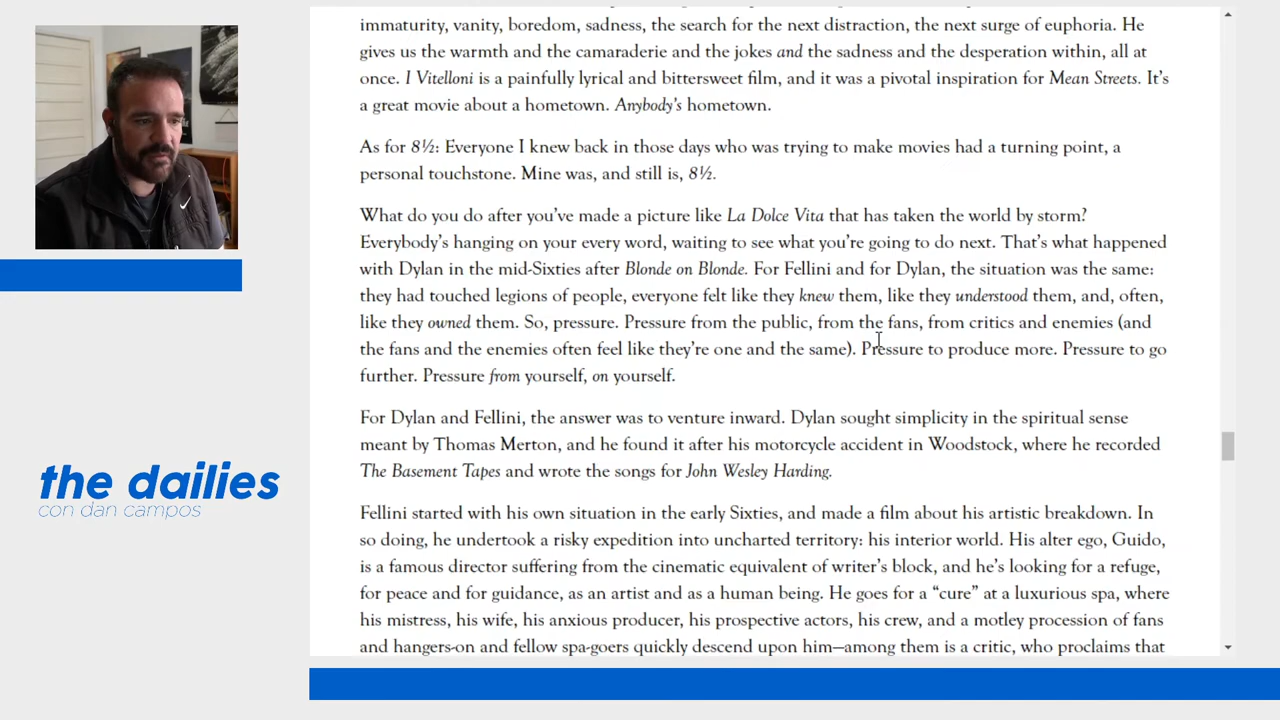 immaturity, vanity, boredom, sadness, the search for the next distraction, the next surge of euphoria. He
gives us the warmth and the camaraderie and the jokes and the sadness and the desperation within, all at
once. I Vitelloni is a painfully lyrical and bittersweet film, and it was a pivotal inspiration for Mean Streets. It’s
a great movie about a hometown. Anybody’s hometown.
As for 8½: Everyone I knew back in those days who was trying to make movies had a turning point, a
personal touchstone. Mine was, and still is, 8½.
What do you do after you’ve made a picture like La Dolce Vita that has taken the world by storm?
Everybody’s hanging on your every word, waiting to see what you’re going to do next. That’s what happened
with Dylan in the mid-Sixties after Blonde on Blonde. For Fellini and for Dylan, the situation was the same:
they had touched legions of people, everyone felt like they knew them, like they understood them, and, often,
like they owned them. So, pressure. Pressure from the public, from the fans, from critics and enemies (and
the fans and the enemies often feel like they’re one and the same). Pressure to produce more. Pressure to go
further. Pressure from yourself, on yourself.
For Dylan and Fellini, the answer was to venture inward. Dylan sought simplicity in the spiritual sense
meant by Thomas Merton, and he found it after his motorcycle accident in Woodstock, where he recorded
The Basement Tapes and wrote the songs for John Wesley Harding.
Fellini started with his own situation in the early Sixties, and made a film about his artistic breakdown. In
so doing, he undertook a risky expedition into uncharted territory: his interior world. His alter ego, Guido,
is a famous director suffering from the cinematic equivalent of writer’s block, and he’s looking for a refuge,
for peace and for guidance, as an artist and as a human being. He goes for a “cure” at a luxurious spa, where
his mistress, his wife, his anxious producer, his prospective actors, his crew, and a motley procession of fans
and hangers-on and fellow spa-goers quickly descend upon him—among them is a critic, who proclaims that
the dailies
con dan campos